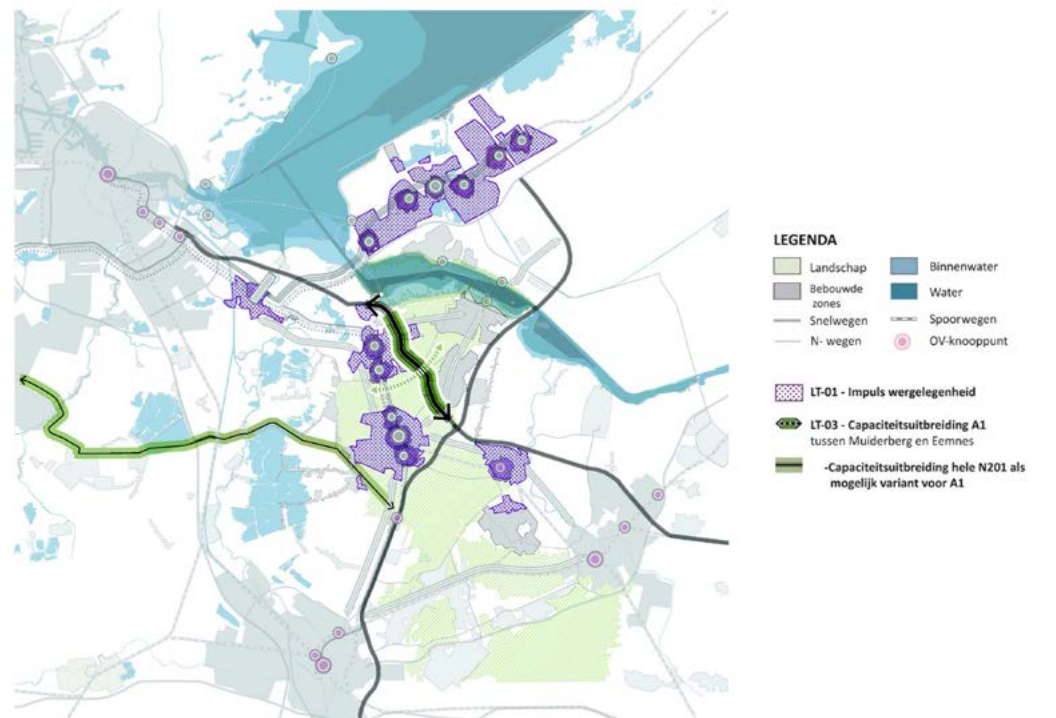 LEGENDA
Landschap
Binnenwater
Bebouwde
zones
Water
Snelwegen
Spoorwegen
N- wegen
OV-knooppunt
LT-01 - Impuls wergelegenheid
LT-03 - Capaciteitsuitbreiding A1
tussen Muiderberg en Eemnes
-Capaciteitsuitbreiding hele N201 als
mogelijk variant voor A1